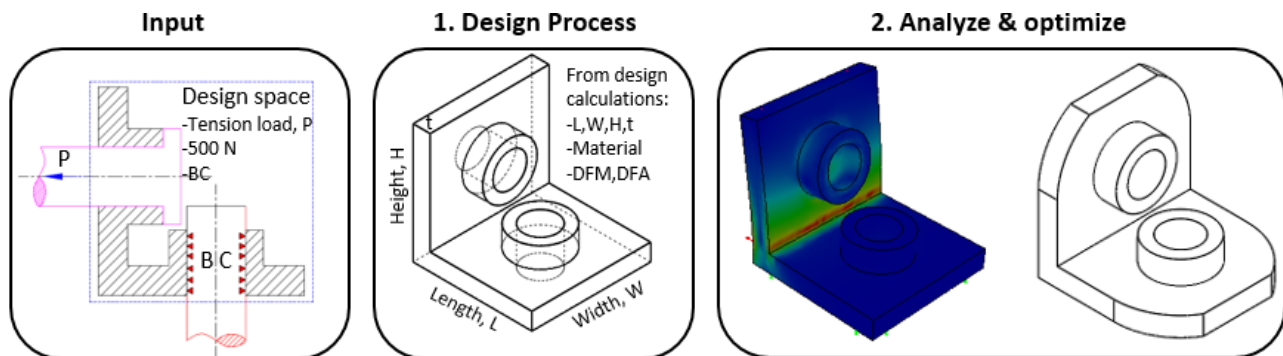 Input
1. Design Process
2. Analyze & optimize
Design space
-Tension load, P
-500 N
-BC
P
B C
From design
calculations:
-L,W,H,t
-Material
-DFM,DFA
t
Height, H
Length, L
Width, W